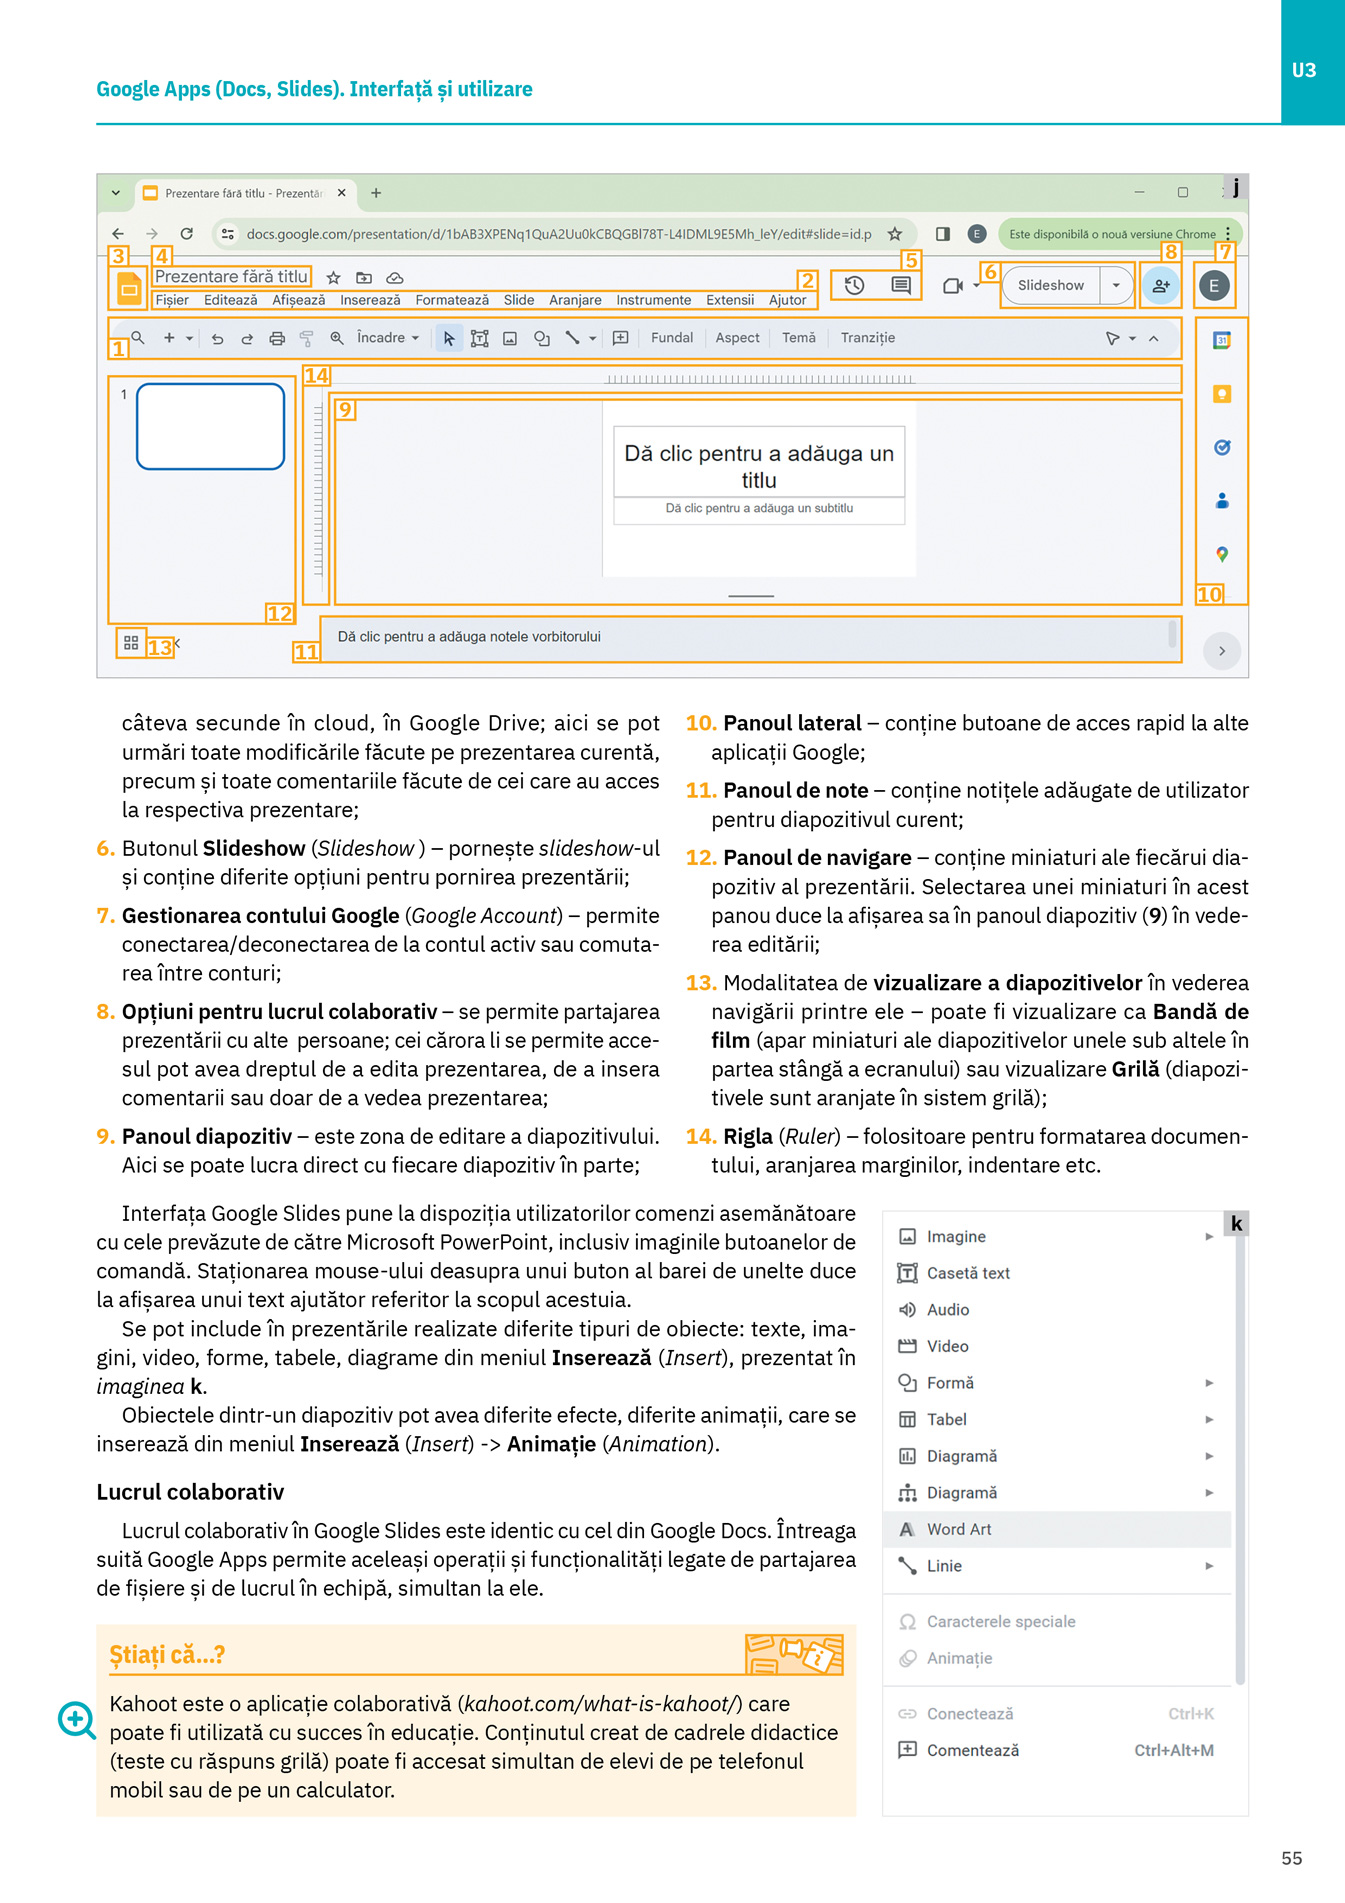 U3
Google Apps (Docs, Slides). Interfață și utilizare
j
Prezentare fără titlu - Prezentăr
docs.google.com/presentation/d/1bAB3XPENq1QuA2Uu0kCBQGBl78T-L4IDML9E5Mh_leY/edit#slide=id.p
E
Este disponibilă o nouă versiune Chrome
3
4
Prezentare fără titlu
2
5
6
Slideshow
8
7
E
Fișier Editează Afișează Inserează Formatează Slide Aranjare Instrumente Extensii Ajutor
1
Încadre
Fundal Aspect Temă Tranziție
31
14
9
1
Dă clic pentru a adăuga un
titlu
Dă clic pentru a adăuga un subtitlu
10
12
13
11
Dă clic pentru a adăuga notele vorbitorului
câteva secunde în cloud, în Google Drive; aici se pot
urmări toate modificările făcute pe prezentarea curentă,
precum și toate comentariile făcute de cei care au acces
la respectiva prezentare;
6. Butonul Slideshow (Slideshow ) – pornește slideshow-ul
și conține diferite opțiuni pentru pornirea prezentării;
7. Gestionarea contului Google (Google Account) – permite
conectarea/deconectarea de la contul activ sau comuta-
rea între conturi;
8. Opțiuni pentru lucrul colaborativ – se permite partajarea
prezentării cu alte persoane; cei cărora li se permite acce-
sul pot avea dreptul de a edita prezentarea, de a insera
comentarii sau doar de a vedea prezentarea;
9. Panoul diapozitiv – este zona de editare a diapozitivului.
Aici se poate lucra direct cu fiecare diapozitiv în parte;
10. Panoul lateral – conține butoane de acces rapid la alte
aplicații Google;
11. Panoul de note – conține notițele adăugate de utilizator
pentru diapozitivul curent;
12. Panoul de navigare – conține miniaturi ale fiecărui dia-
pozitiv al prezentării. Selectarea unei miniaturi în acest
panou duce la afișarea sa în panoul diapozitiv (9) în vede-
rea editării;
13. Modalitatea de vizualizare a diapozitivelor în vederea
navigării printre ele – poate fi vizualizare ca Bandă de
film (apar miniaturi ale diapozitivelor unele sub altele în
partea stângă a ecranului) sau vizualizare Grilă (diapozi-
tivele sunt aranjate în sistem grilă);
14. Rigla (Ruler) – folositoare pentru formatarea documen-
tului, aranjarea marginilor, indentare etc.
Interfața Google Slides pune la dispoziția utilizatorilor comenzi asemănătoare
cu cele prevăzute de către Microsoft PowerPoint, inclusiv imaginile butoanelor de
comandă. Staționarea mouse-ului deasupra unui buton al barei de unelte duce
la afișarea unui text ajutător referitor la scopul acestuia.
Se pot include în prezentările realizate diferite tipuri de obiecte: texte, ima-
gini, video, forme, tabele, diagrame din meniul Inserează (Insert), prezentat în
imaginea k.
Obiectele dintr-un diapozitiv pot avea diferite efecte, diferite animații, care se
inserează din meniul Inserează (Insert) -> Animație (Animation).
Lucrul colaborativ
Lucrul colaborativ în Google Slides este identic cu cel din Google Docs. Întreaga
suită Google Apps permite aceleași operații și funcționalități legate de partajarea
de fișiere și de lucrul în echipă, simultan la ele.
Știați că...?
Kahoot este o aplicație colaborativă (kahoot.com/what-is-kahoot/) care
poate fi utilizată cu succes în educație. Conținutul creat de cadrele didactice
(teste cu răspuns grilă) poate fi accesat simultan de elevi de pe telefonul
mobil sau de pe un calculator.
k
Imagine
Casetă text
Audio
Video
Formă
Tabel
Diagramă
Diagramă
Word Art
Linie
Caracterele speciale
Animație
Conectează Ctrl+K
Comentează Ctrl+Alt+M
55